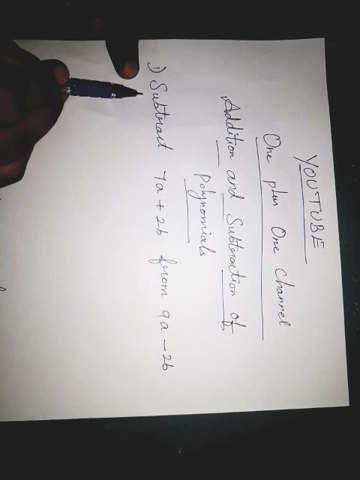 YOUTUBE
One plus One Channel
Addition and Subtraction of
Polynomials
1) Subtract 7a + 2b from 9a - 2b